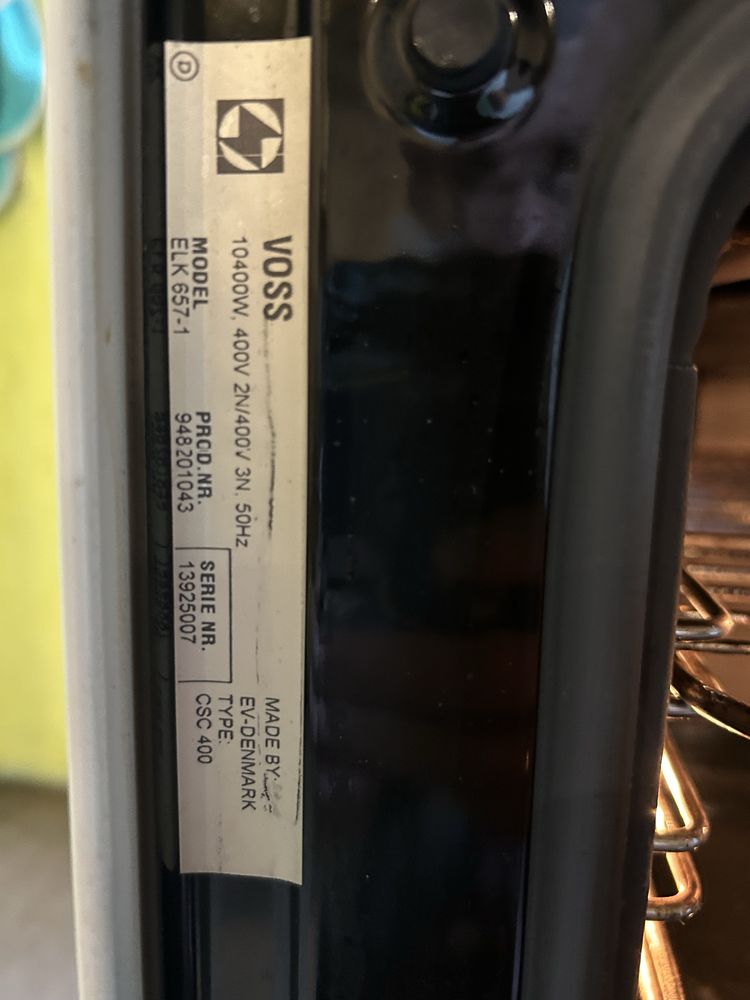 Ⓓ
VOSS
10400W, 400V 2N/400V 3N, 50Hz
MODEL
ELK 657-1
PROD.NR.
948201043
SERIE NR.
13925007
MADE BY:
EV-DENMARK
TYPE:
CSC 400